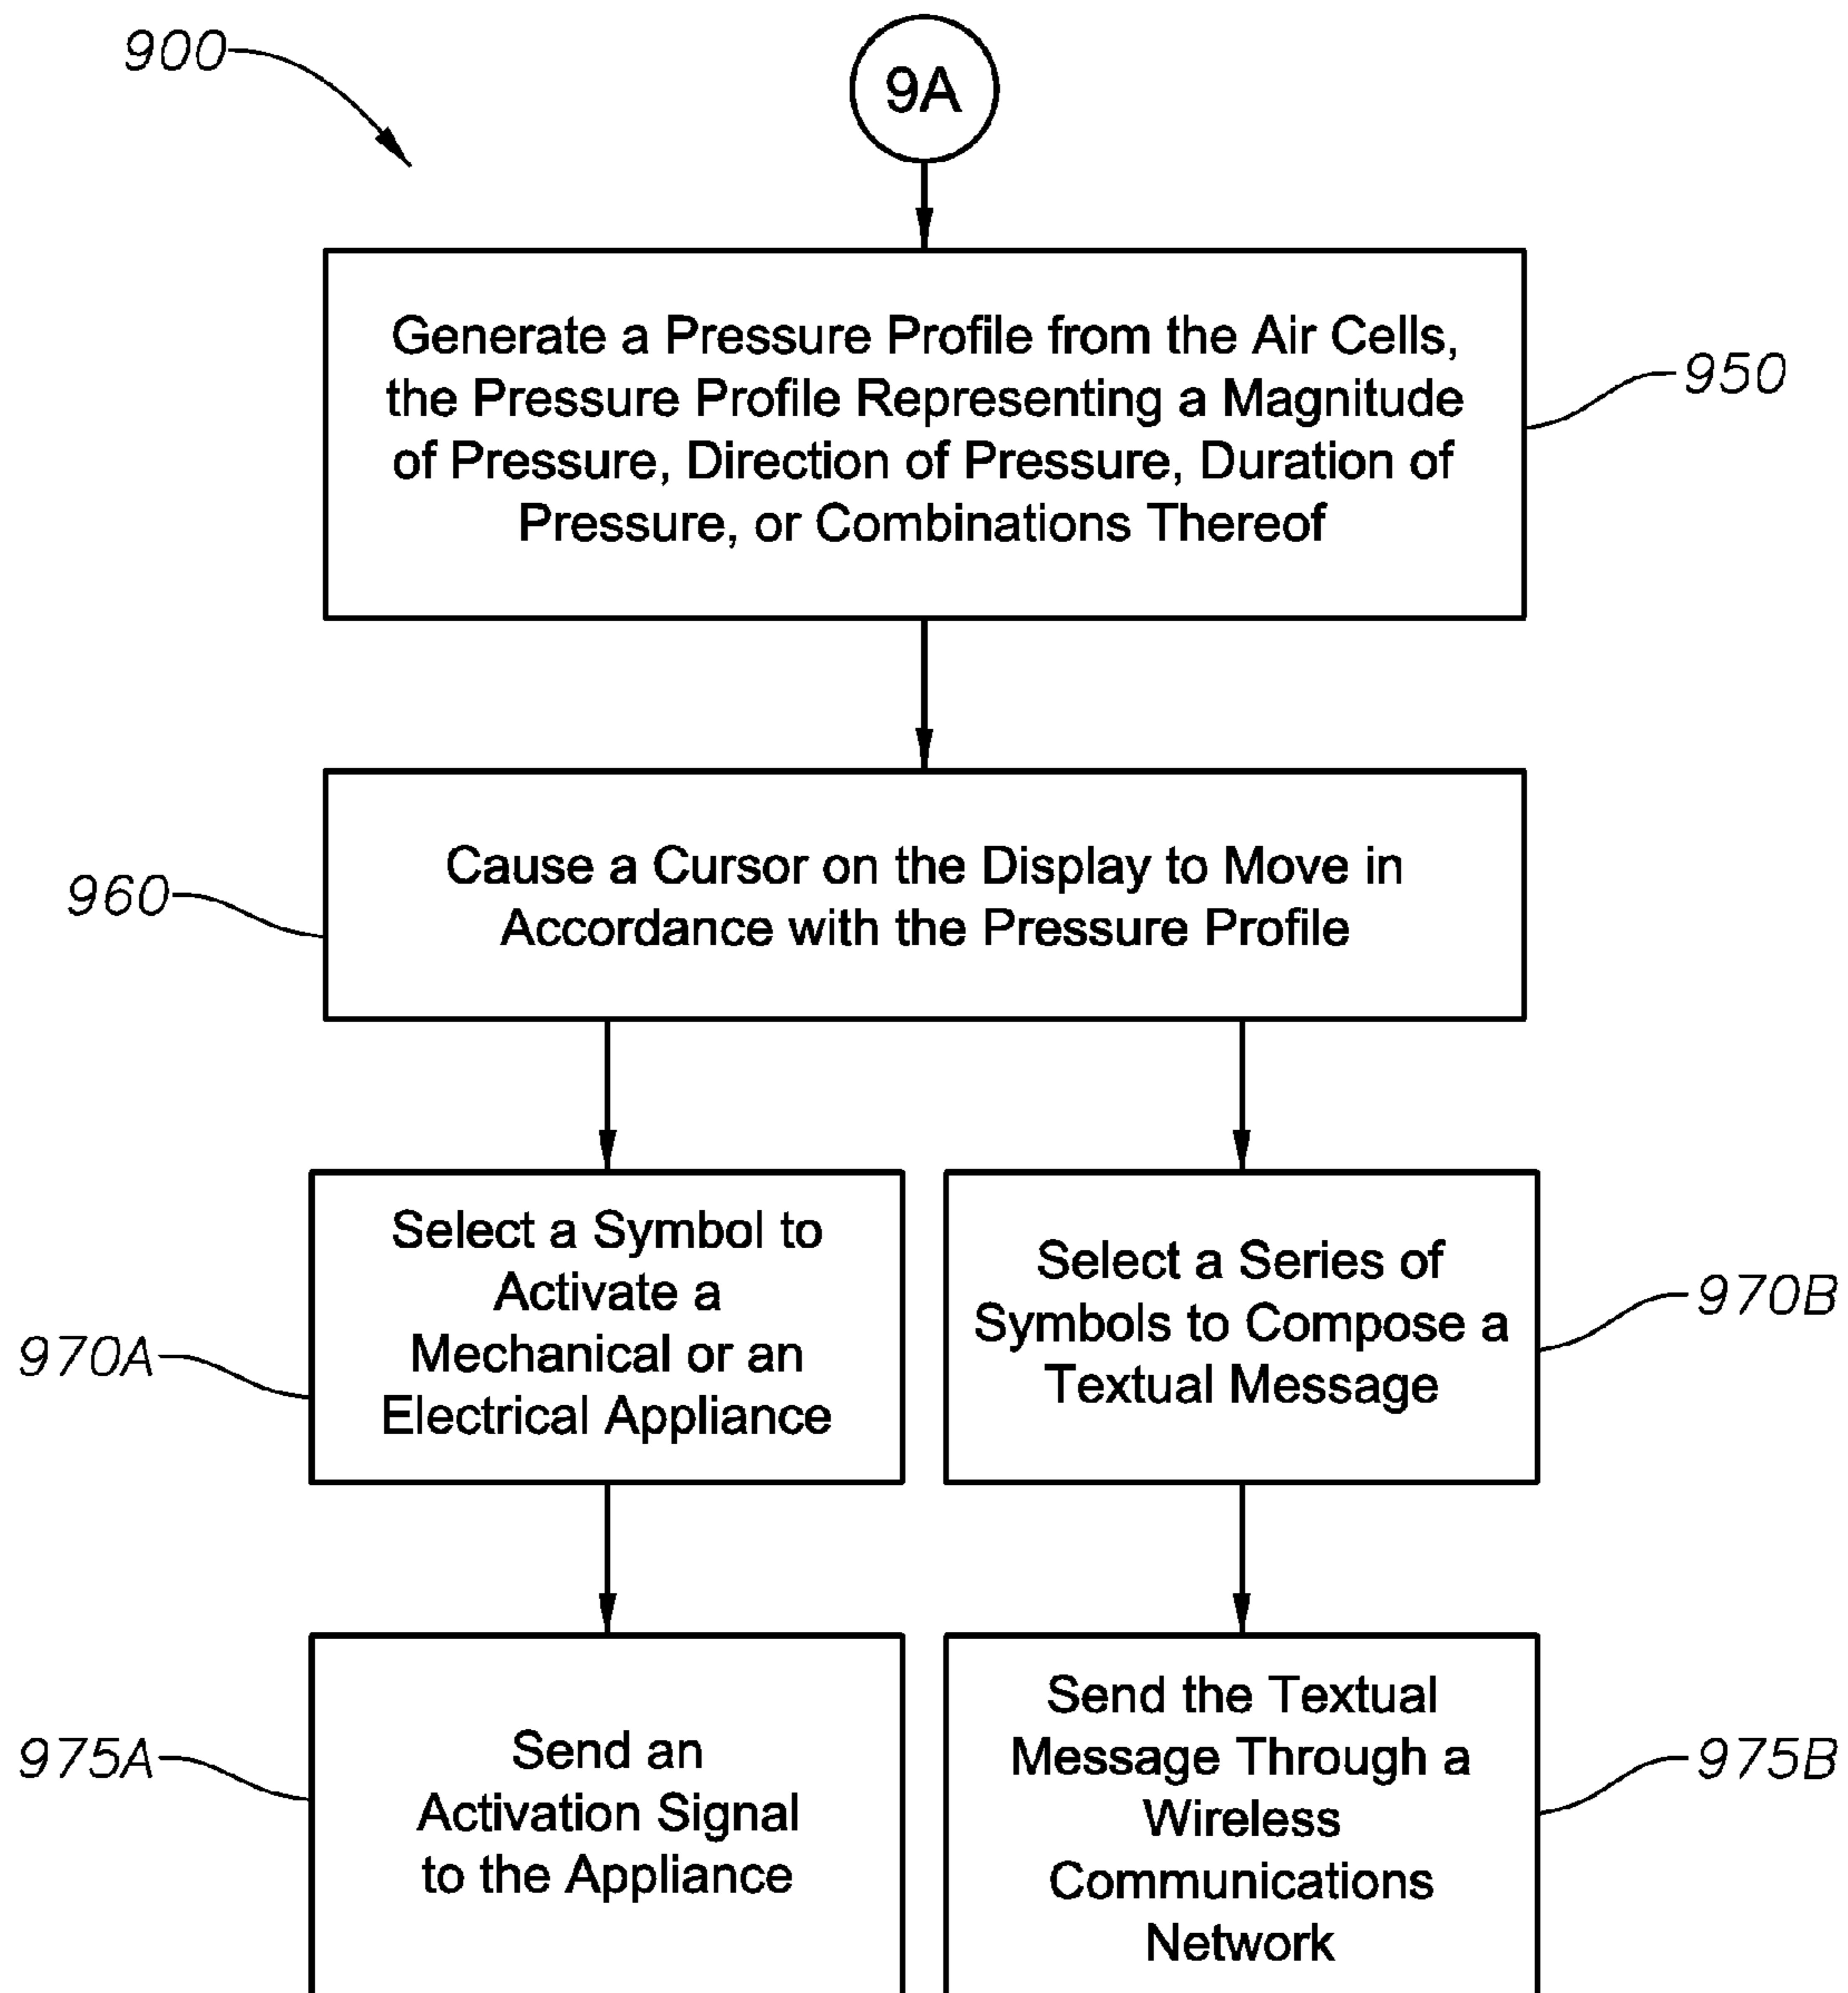 900
9A
Generate a Pressure Profile from the Air Cells,
the Pressure Profile Representing a Magnitude
of Pressure, Direction of Pressure, Duration of
Pressure, or Combinations Thereof
950
Cause a Cursor on the Display to Move in
Accordance with the Pressure Profile
960
Select a Symbol to
Activate a
Mechanical or an
Electrical Appliance
970A
Select a Series of
Symbols to Compose a
Textual Message
970B
Send an
Activation Signal
to the Appliance
975A
Send the Textual
Message Through a
Wireless
Communications
Network
975B